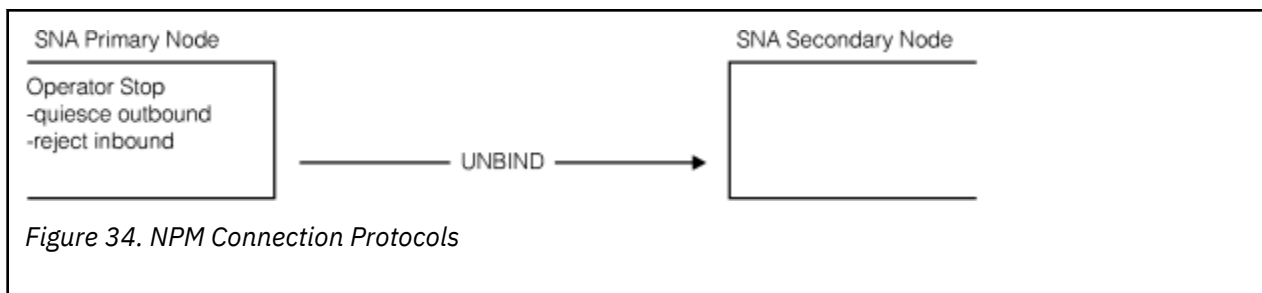 SNA Primary Node
SNA Secondary Node
Operator Stop
-quiesce outbound
-reject inbound
UNBIND
Figure 34. NPM Connection Protocols